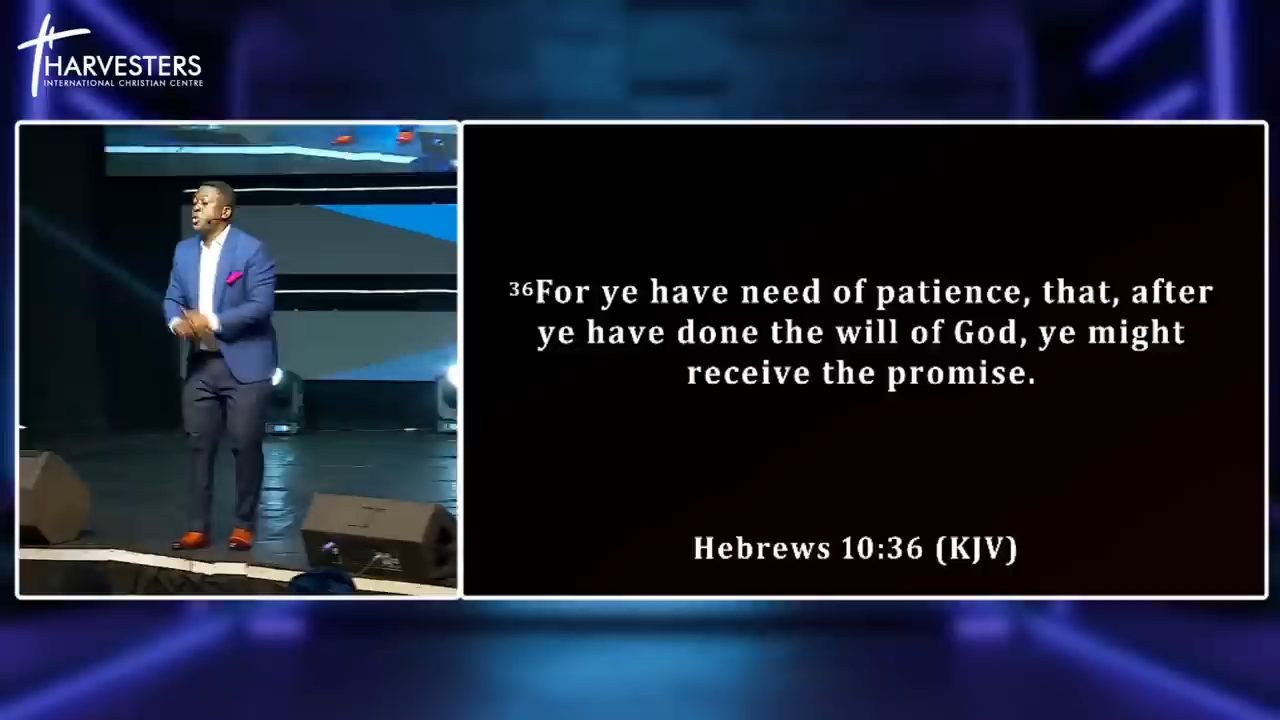 HARVESTERS
INTERNATIONAL CHRISTIAN CENTRE
³⁶For ye have need of patience, that, after
ye have done the will of God, ye might
receive the promise.
Hebrews 10:36 (KJV)